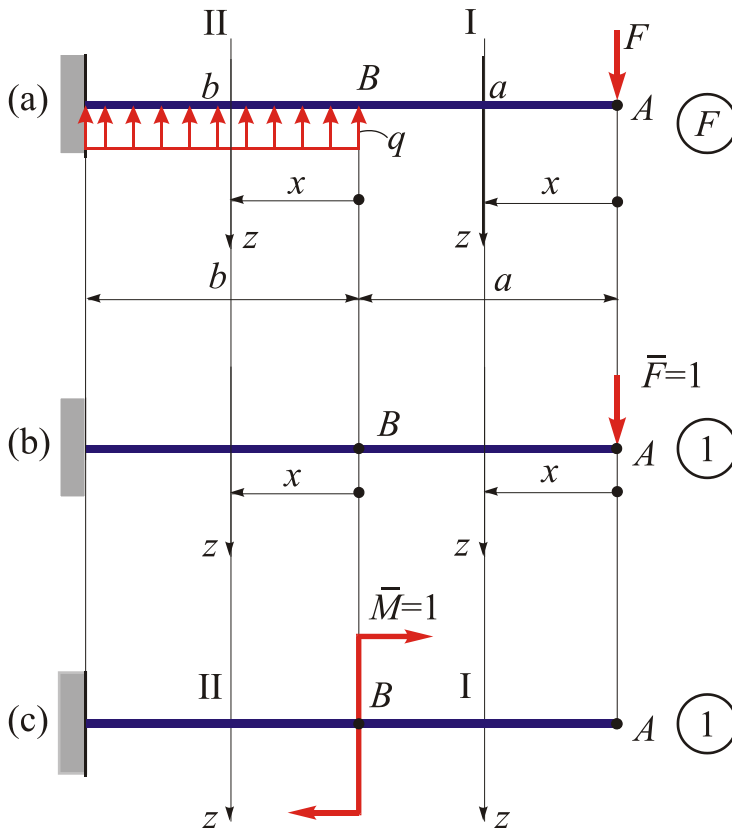 II I F
(a) b B a A F
q
x x
z z
b a
F̅=1
(b) B A 1
x x
z z
M̅=1
II I
(c) B A 1
z z